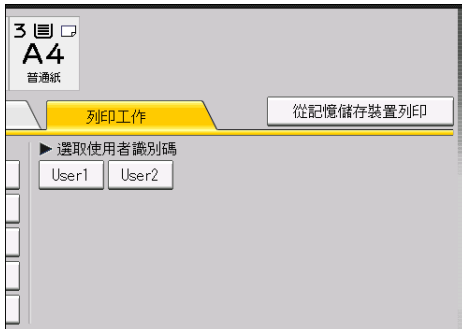 3
A4
普通紙
列印工作
從記憶儲存裝置列印
▶ 選取使用者識別碼
User1 User2